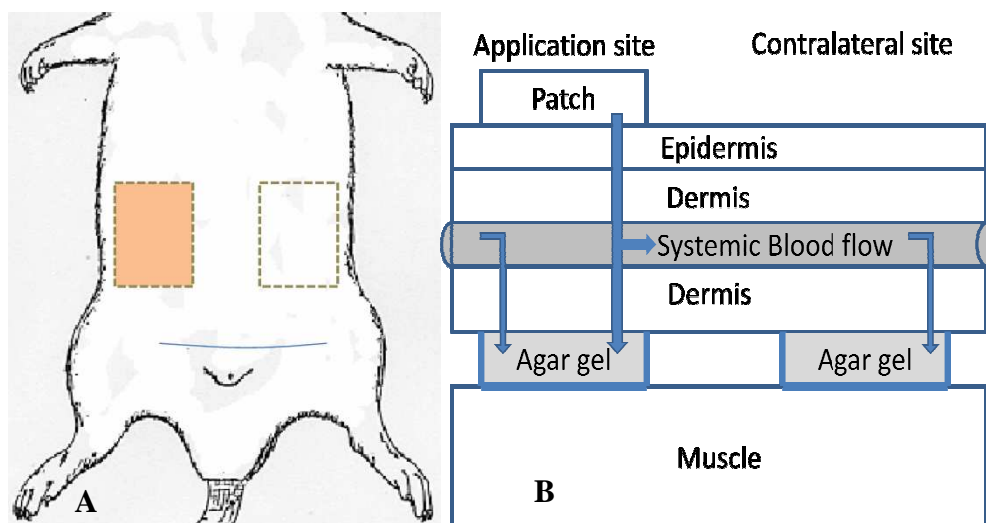 A
Application site
Contralateral site
Patch
Epidermis
Dermis
Systemic Blood flow
Dermis
Agar gel
Agar gel
Muscle
B